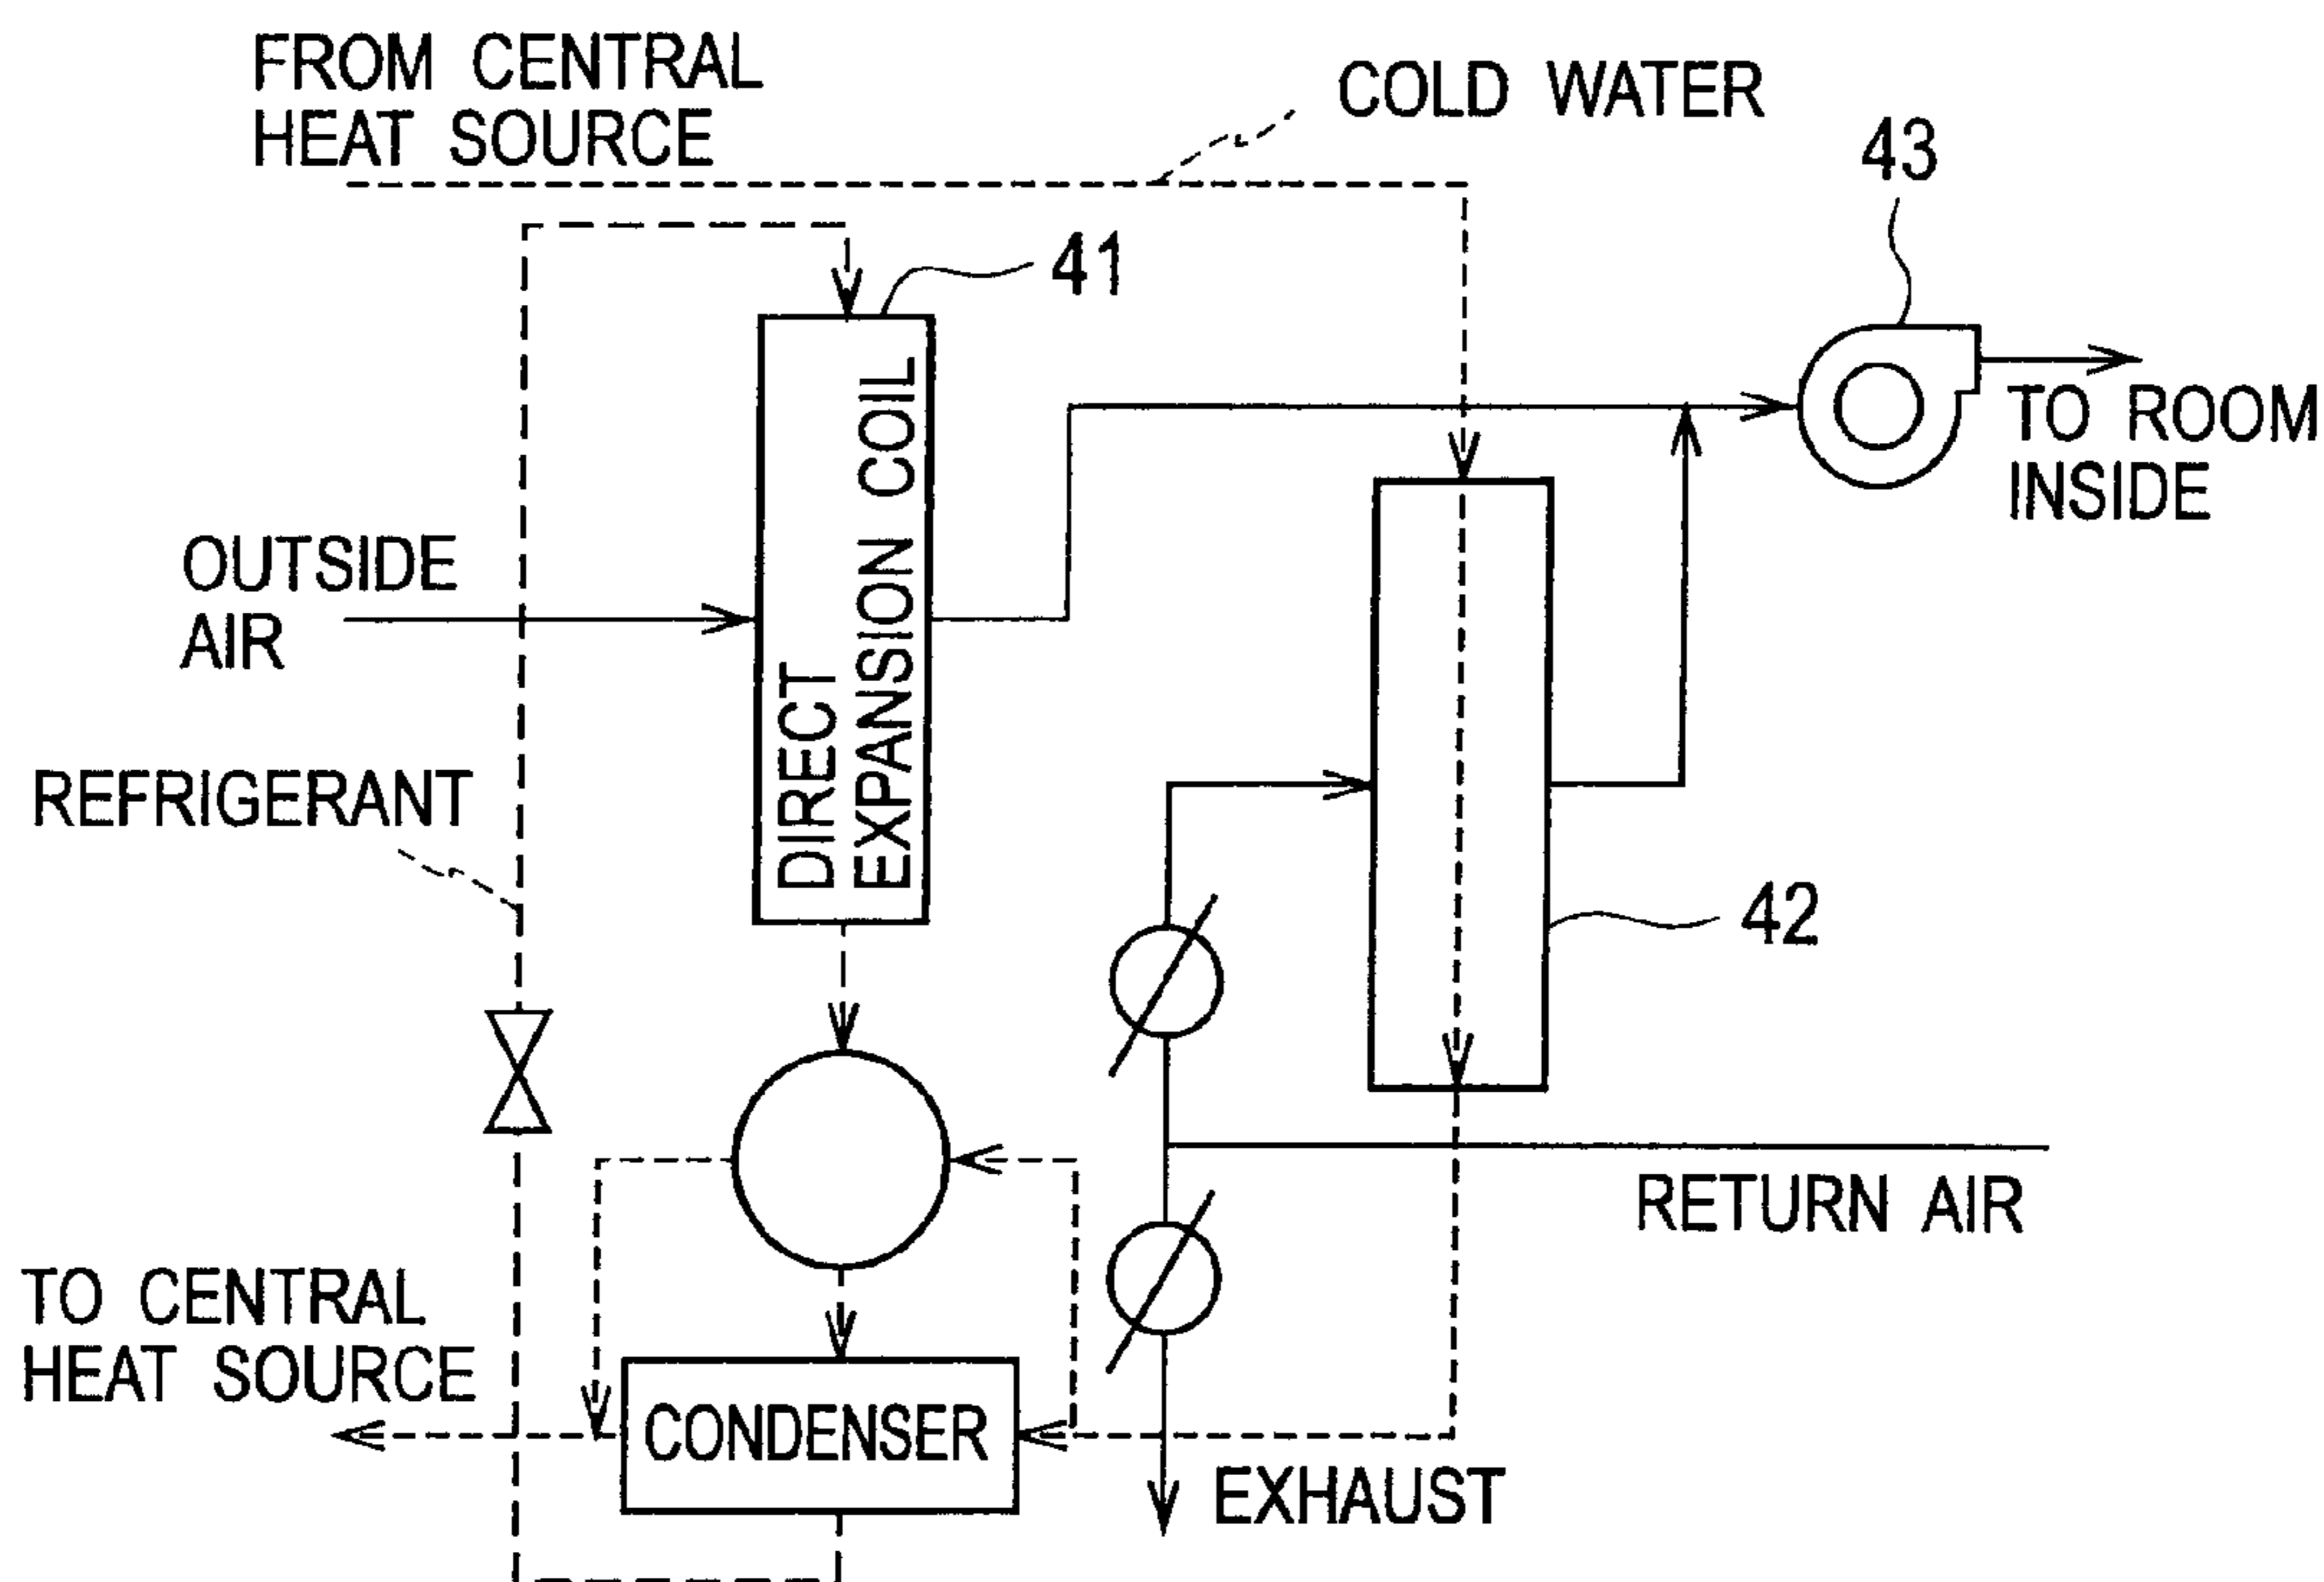 FROM CENTRAL
HEAT SOURCE
COLD WATER
43
41
TO ROOM
INSIDE
OUTSIDE
AIR
DIRECT
EXPANSION COIL
REFRIGERANT
42
RETURN AIR
TO CENTRAL
HEAT SOURCE
CONDENSER
EXHAUST